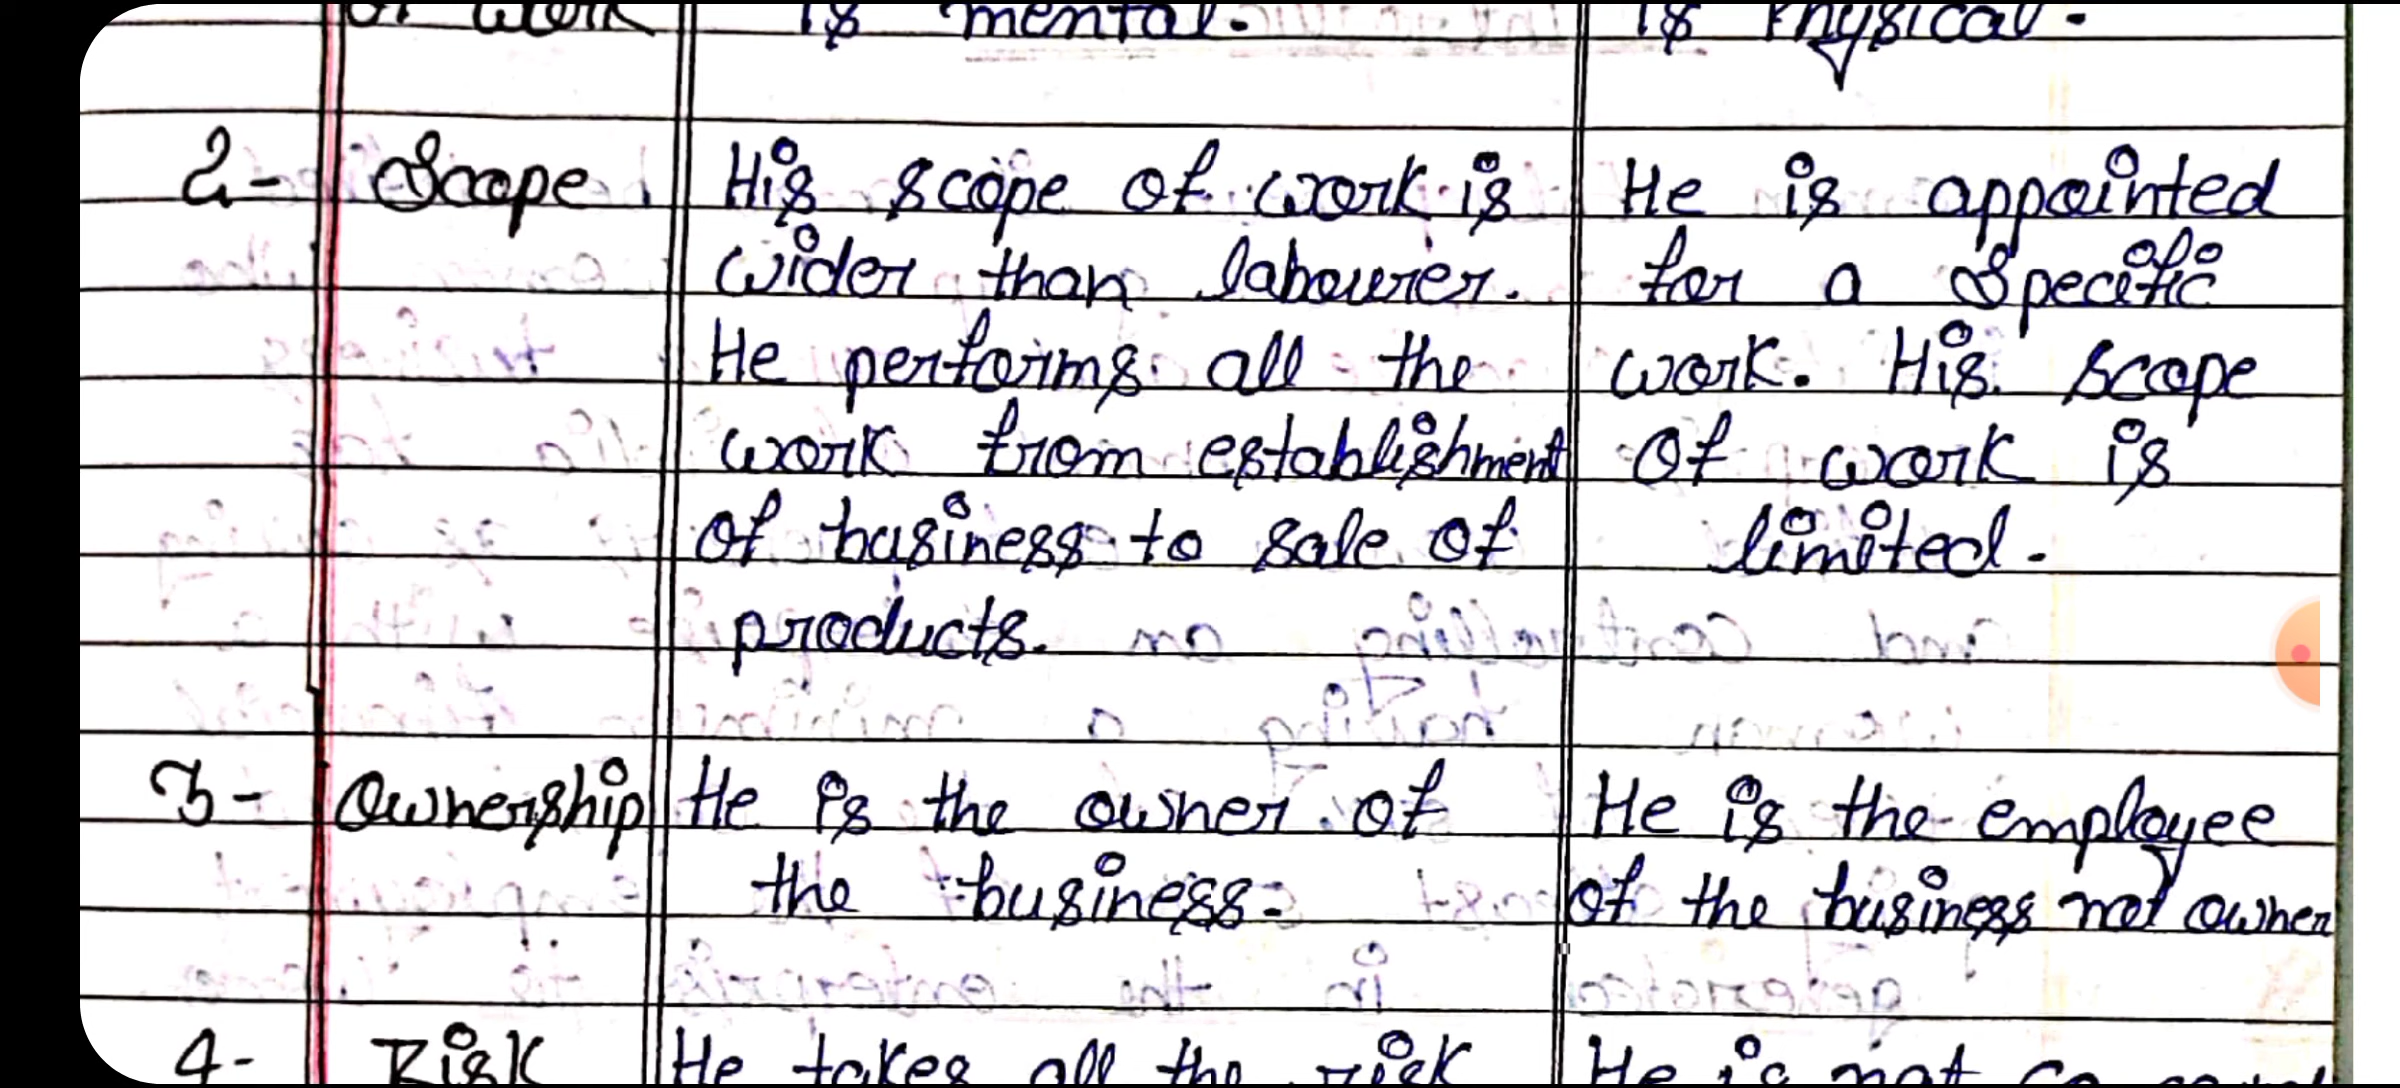 of work is mental. is Physical.
2- Scope His scope of work is He is appointed
wider than labourer. for a specific
He performs all the work. His scope
work from establishment of work is
of business to sale of limited.
products.
3- Ownership He is the owner of He is the employee
the business. of the business not owner
4- Risk He takes all the risk He is not